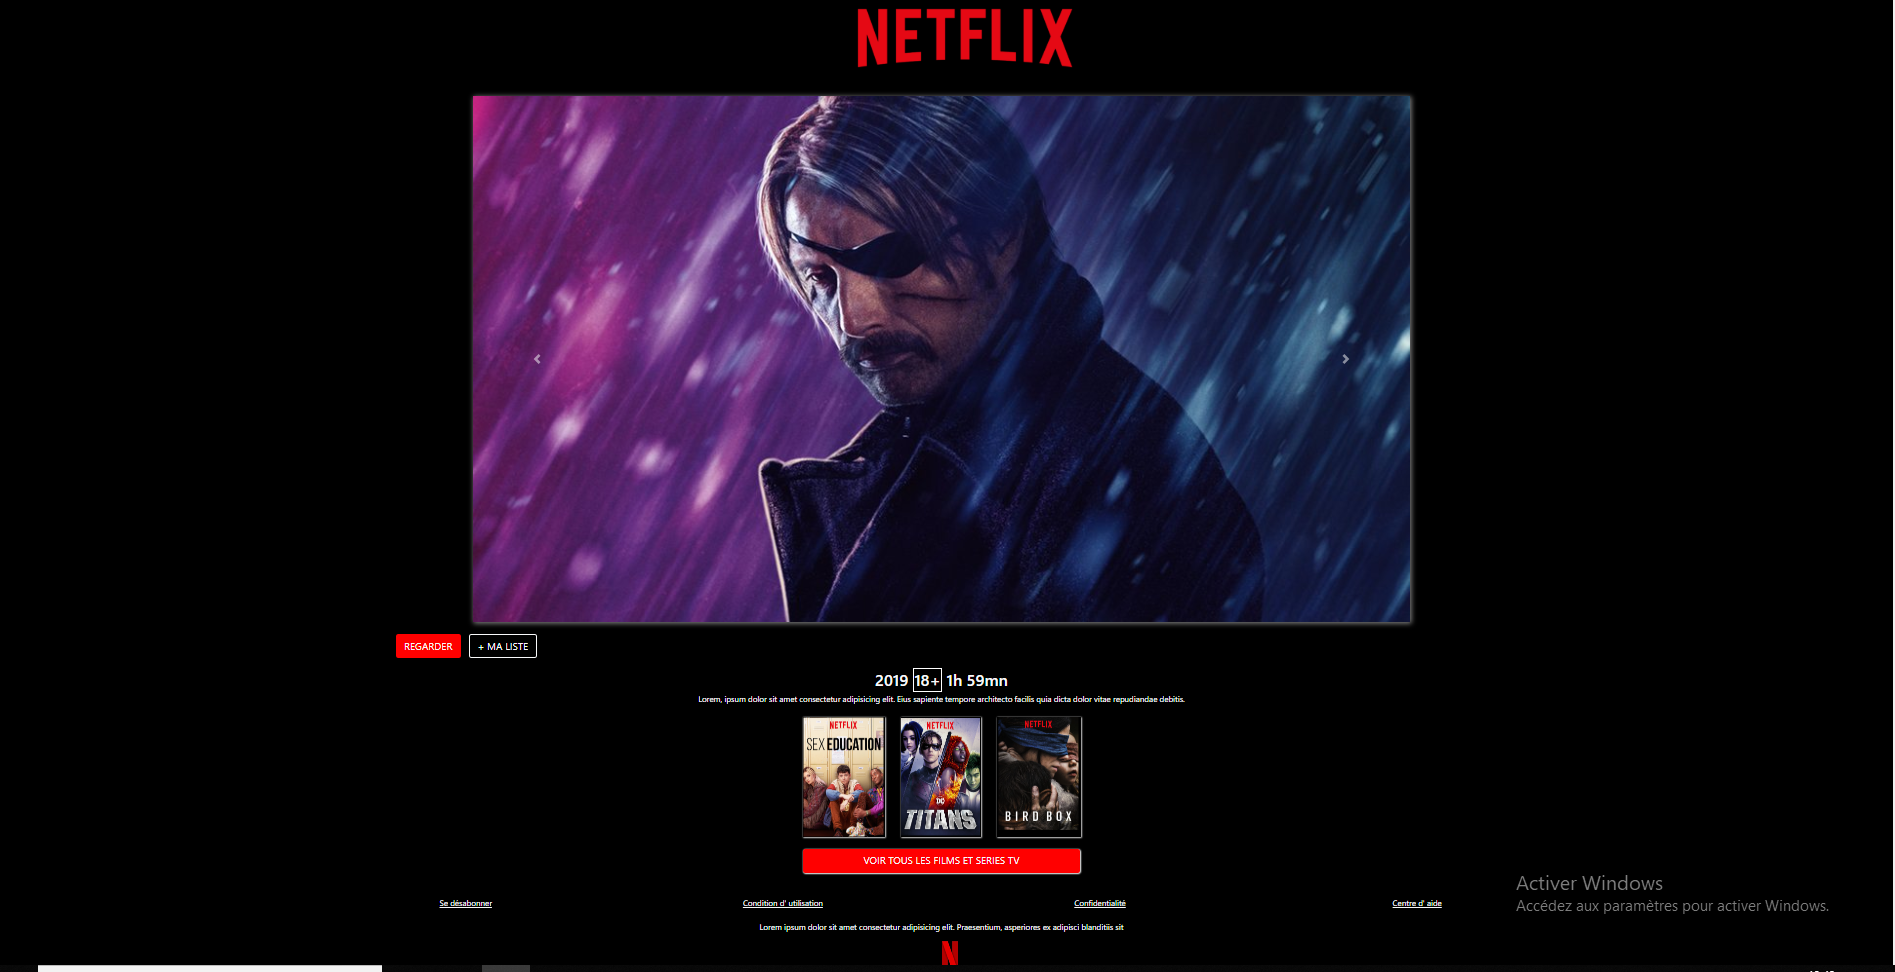 NETFLIX
REGARDER
+ MA LISTE
2019 18+ 1h 59mn
Lorem, ipsum dolor sit amet consectetur adipisicing elit. Eius sapiente tempore architecto facilis quia dicta dolor vitae repudiandae debitis.
NETFLIX
SEX EDUCATION
NETFLIX
DC
TITANS
NETFLIX
BIRD BOX
VOIR TOUS LES FILMS ET SERIES TV
Activer Windows
Accédez aux paramètres pour activer Windows.
Se désabonner
Condition d' utilisation
Confidentialité
Centre d' aide
Lorem ipsum dolor sit amet consectetur adipisicing elit. Praesentium, asperiores ex adipisci blanditiis sit
N